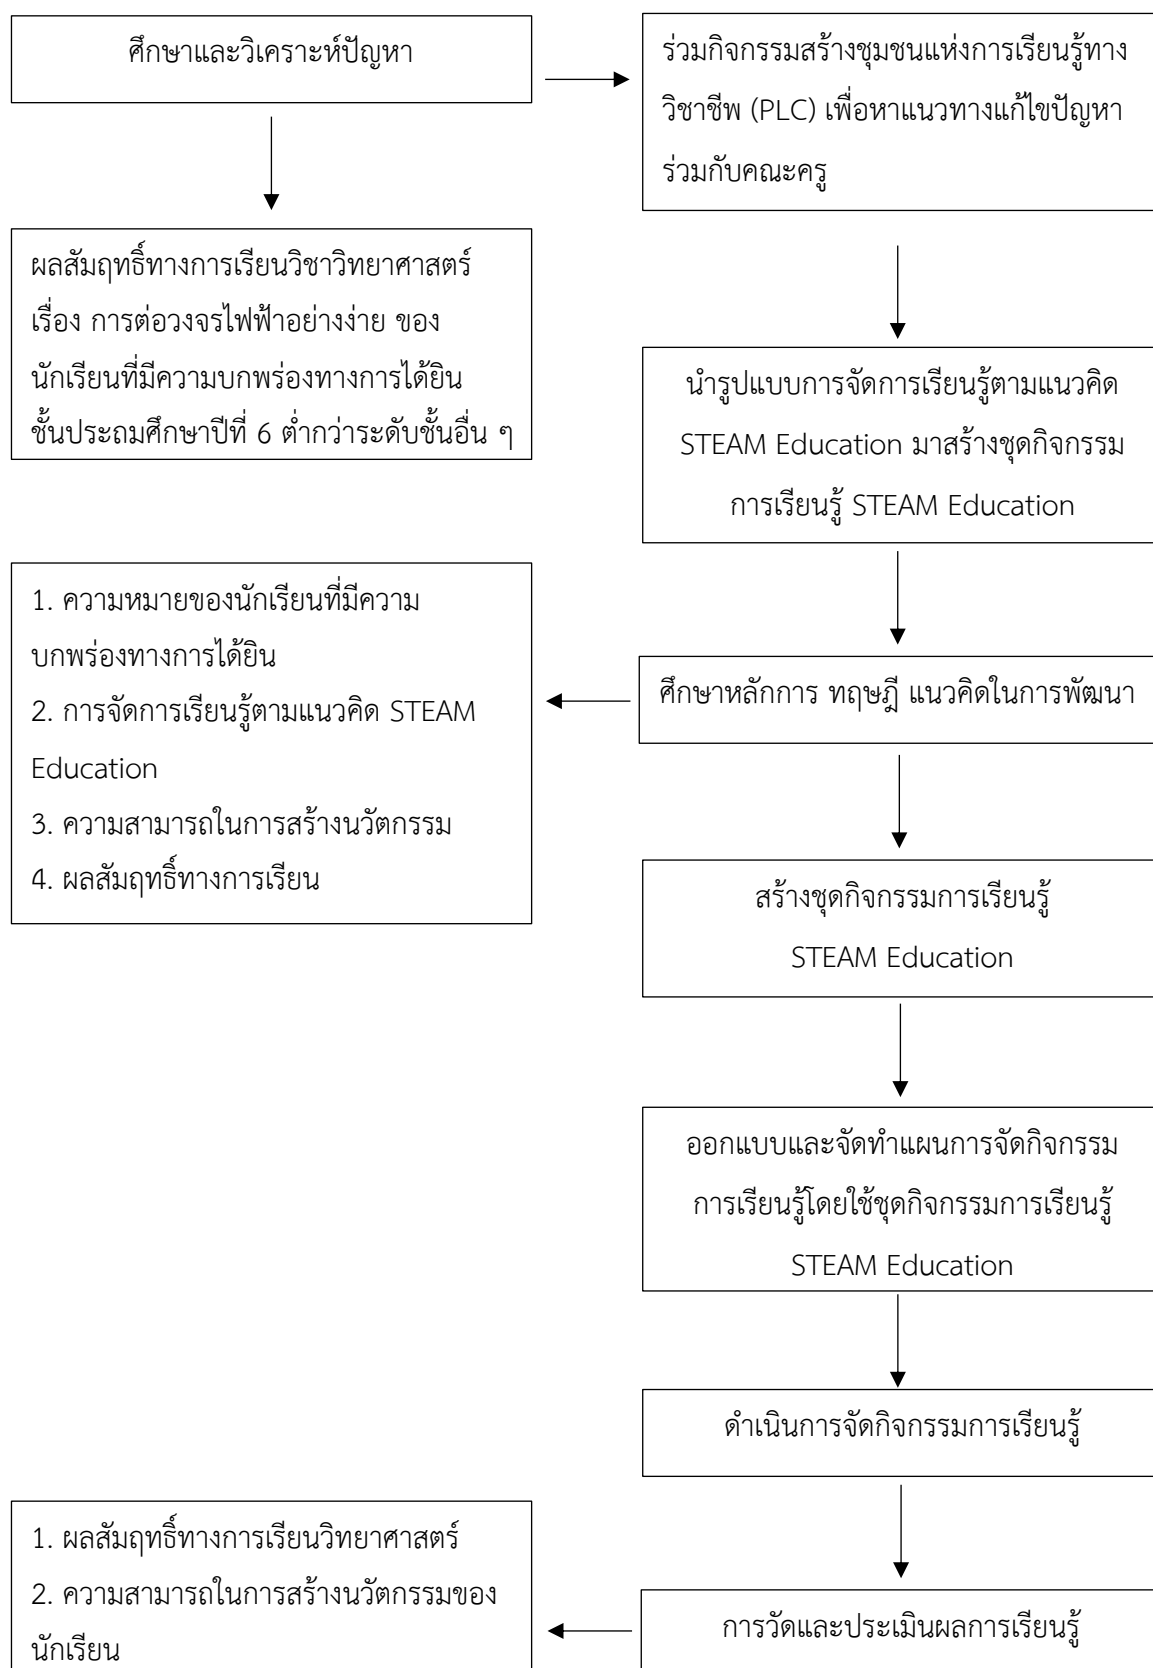 ศึกษาและวิเคราะห์ปัญหา
ร่วมกิจกรรมสร้างชุมชนแห่งการเรียนรู้ทาง
วิชาชีพ (PLC) เพื่อหาแนวทางแก้ไขปัญหา
ร่วมกับคณะครู
ผลสัมฤทธิ์ทางการเรียนวิชาวิทยาศาสตร์
เรื่อง การต่อวงจรไฟฟ้าอย่างง่าย ของ
นักเรียนที่มีความบกพร่องทางการได้ยิน
ชั้นประถมศึกษาปีที่ 6 ต่ำกว่าระดับชั้นอื่น ๆ
นำรูปแบบการจัดการเรียนรู้ตามแนวคิด
STEAM Education มาสร้างชุดกิจกรรม
การเรียนรู้ STEAM Education
1. ความหมายของนักเรียนที่มีความ
บกพร่องทางการได้ยิน
2. การจัดการเรียนรู้ตามแนวคิด STEAM
Education
3. ความสามารถในการสร้างนวัตกรรม
4. ผลสัมฤทธิ์ทางการเรียน
ศึกษาหลักการ ทฤษฎี แนวคิดในการพัฒนา
สร้างชุดกิจกรรมการเรียนรู้
STEAM Education
ออกแบบและจัดทำแผนการจัดกิจกรรม
การเรียนรู้โดยใช้ชุดกิจกรรมการเรียนรู้
STEAM Education
ดำเนินการจัดกิจกรรมการเรียนรู้
1. ผลสัมฤทธิ์ทางการเรียนวิทยาศาสตร์
2. ความสามารถในการสร้างนวัตกรรมของ
นักเรียน
การวัดและประเมินผลการเรียนรู้